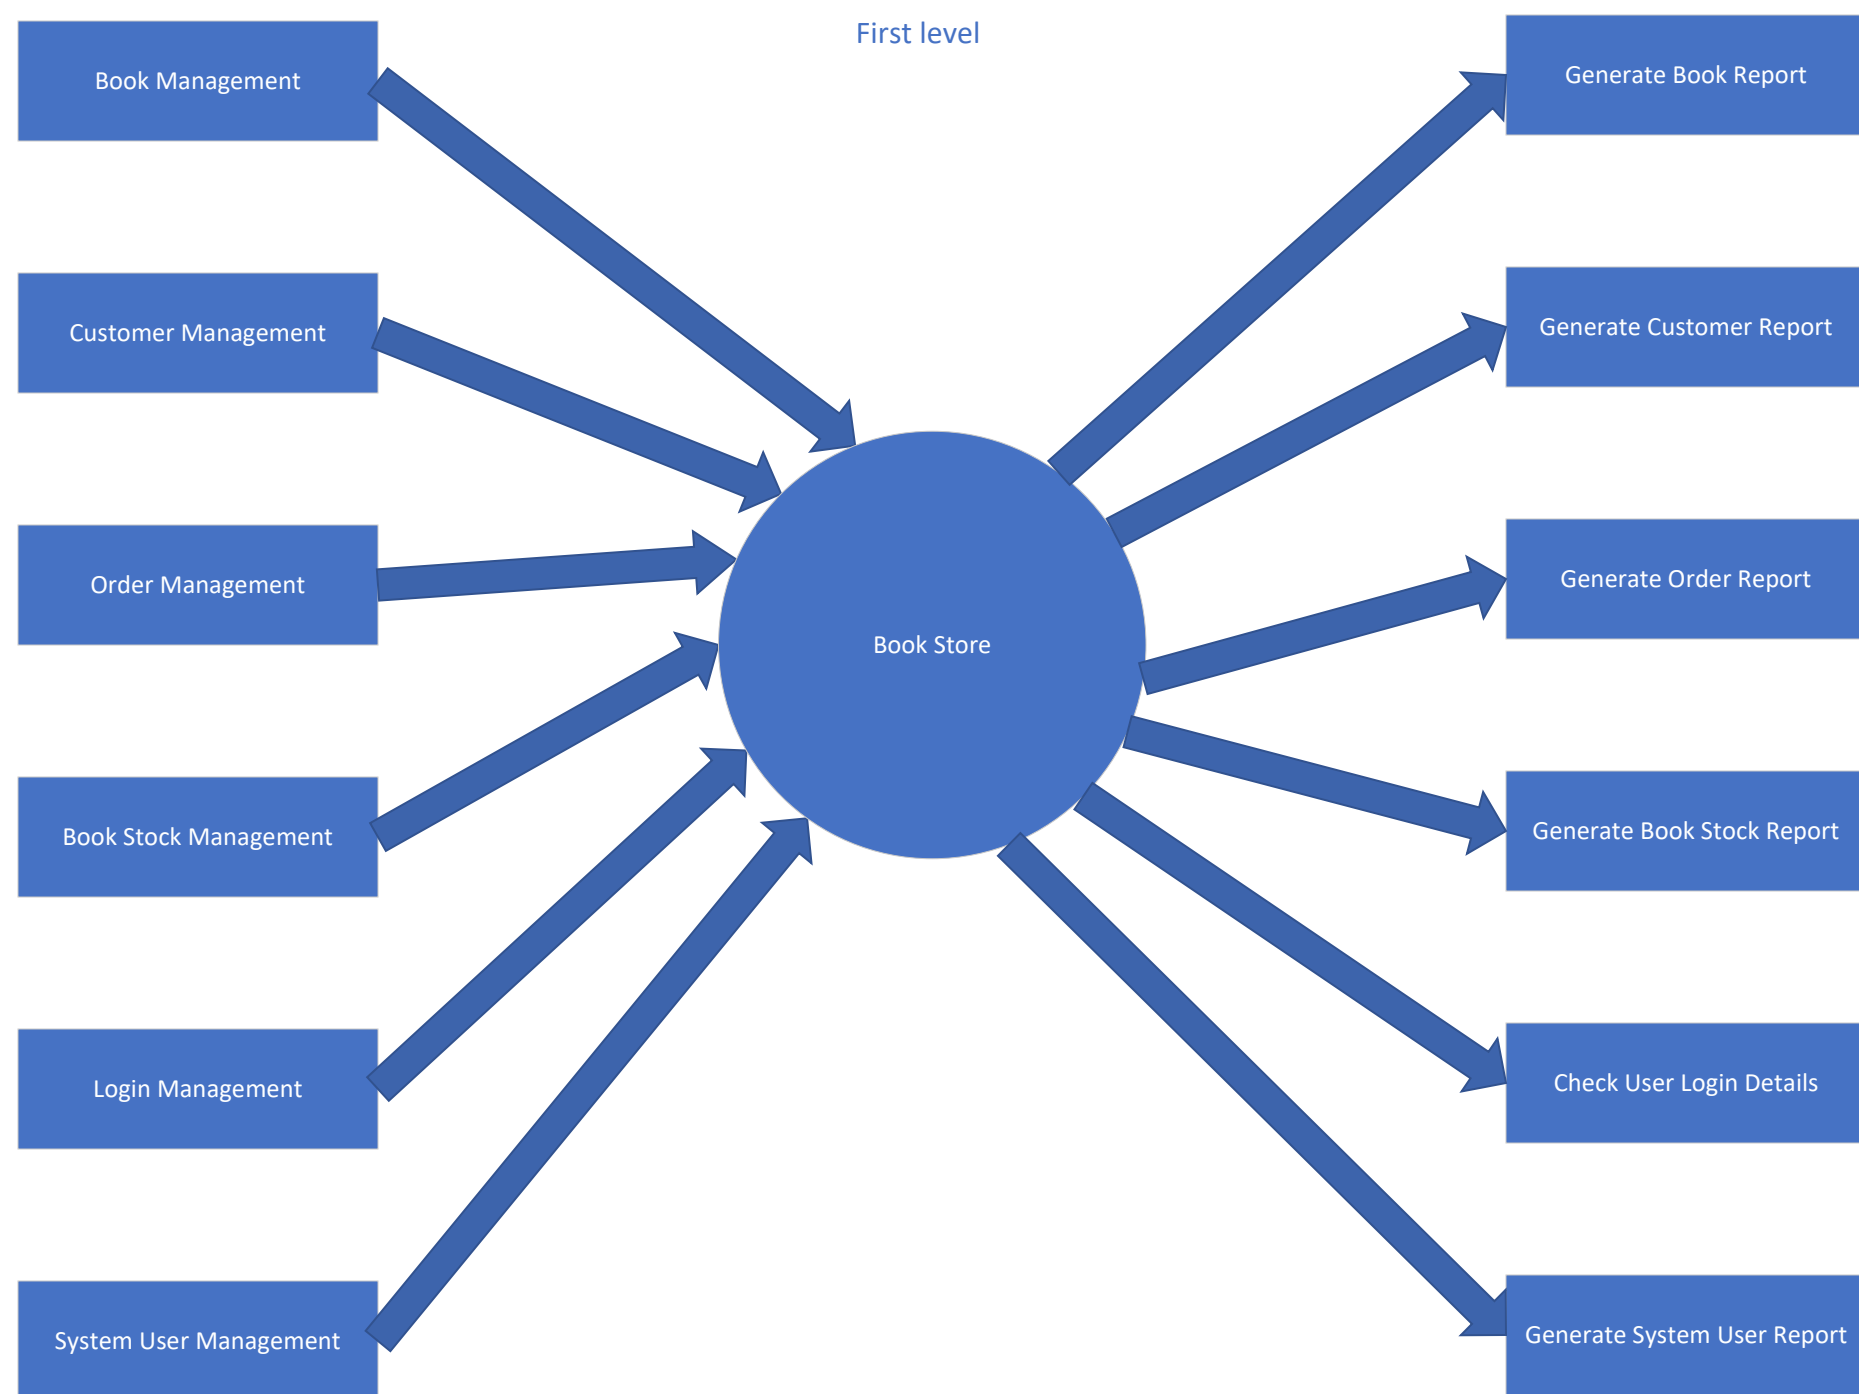 First level
Book Management
Generate Book Report
Customer Management
Generate Customer Report
Order Management
Generate Order Report
Book Store
Book Stock Management
Generate Book Stock Report
Login Management
Check User Login Details
System User Management
Generate System User Report